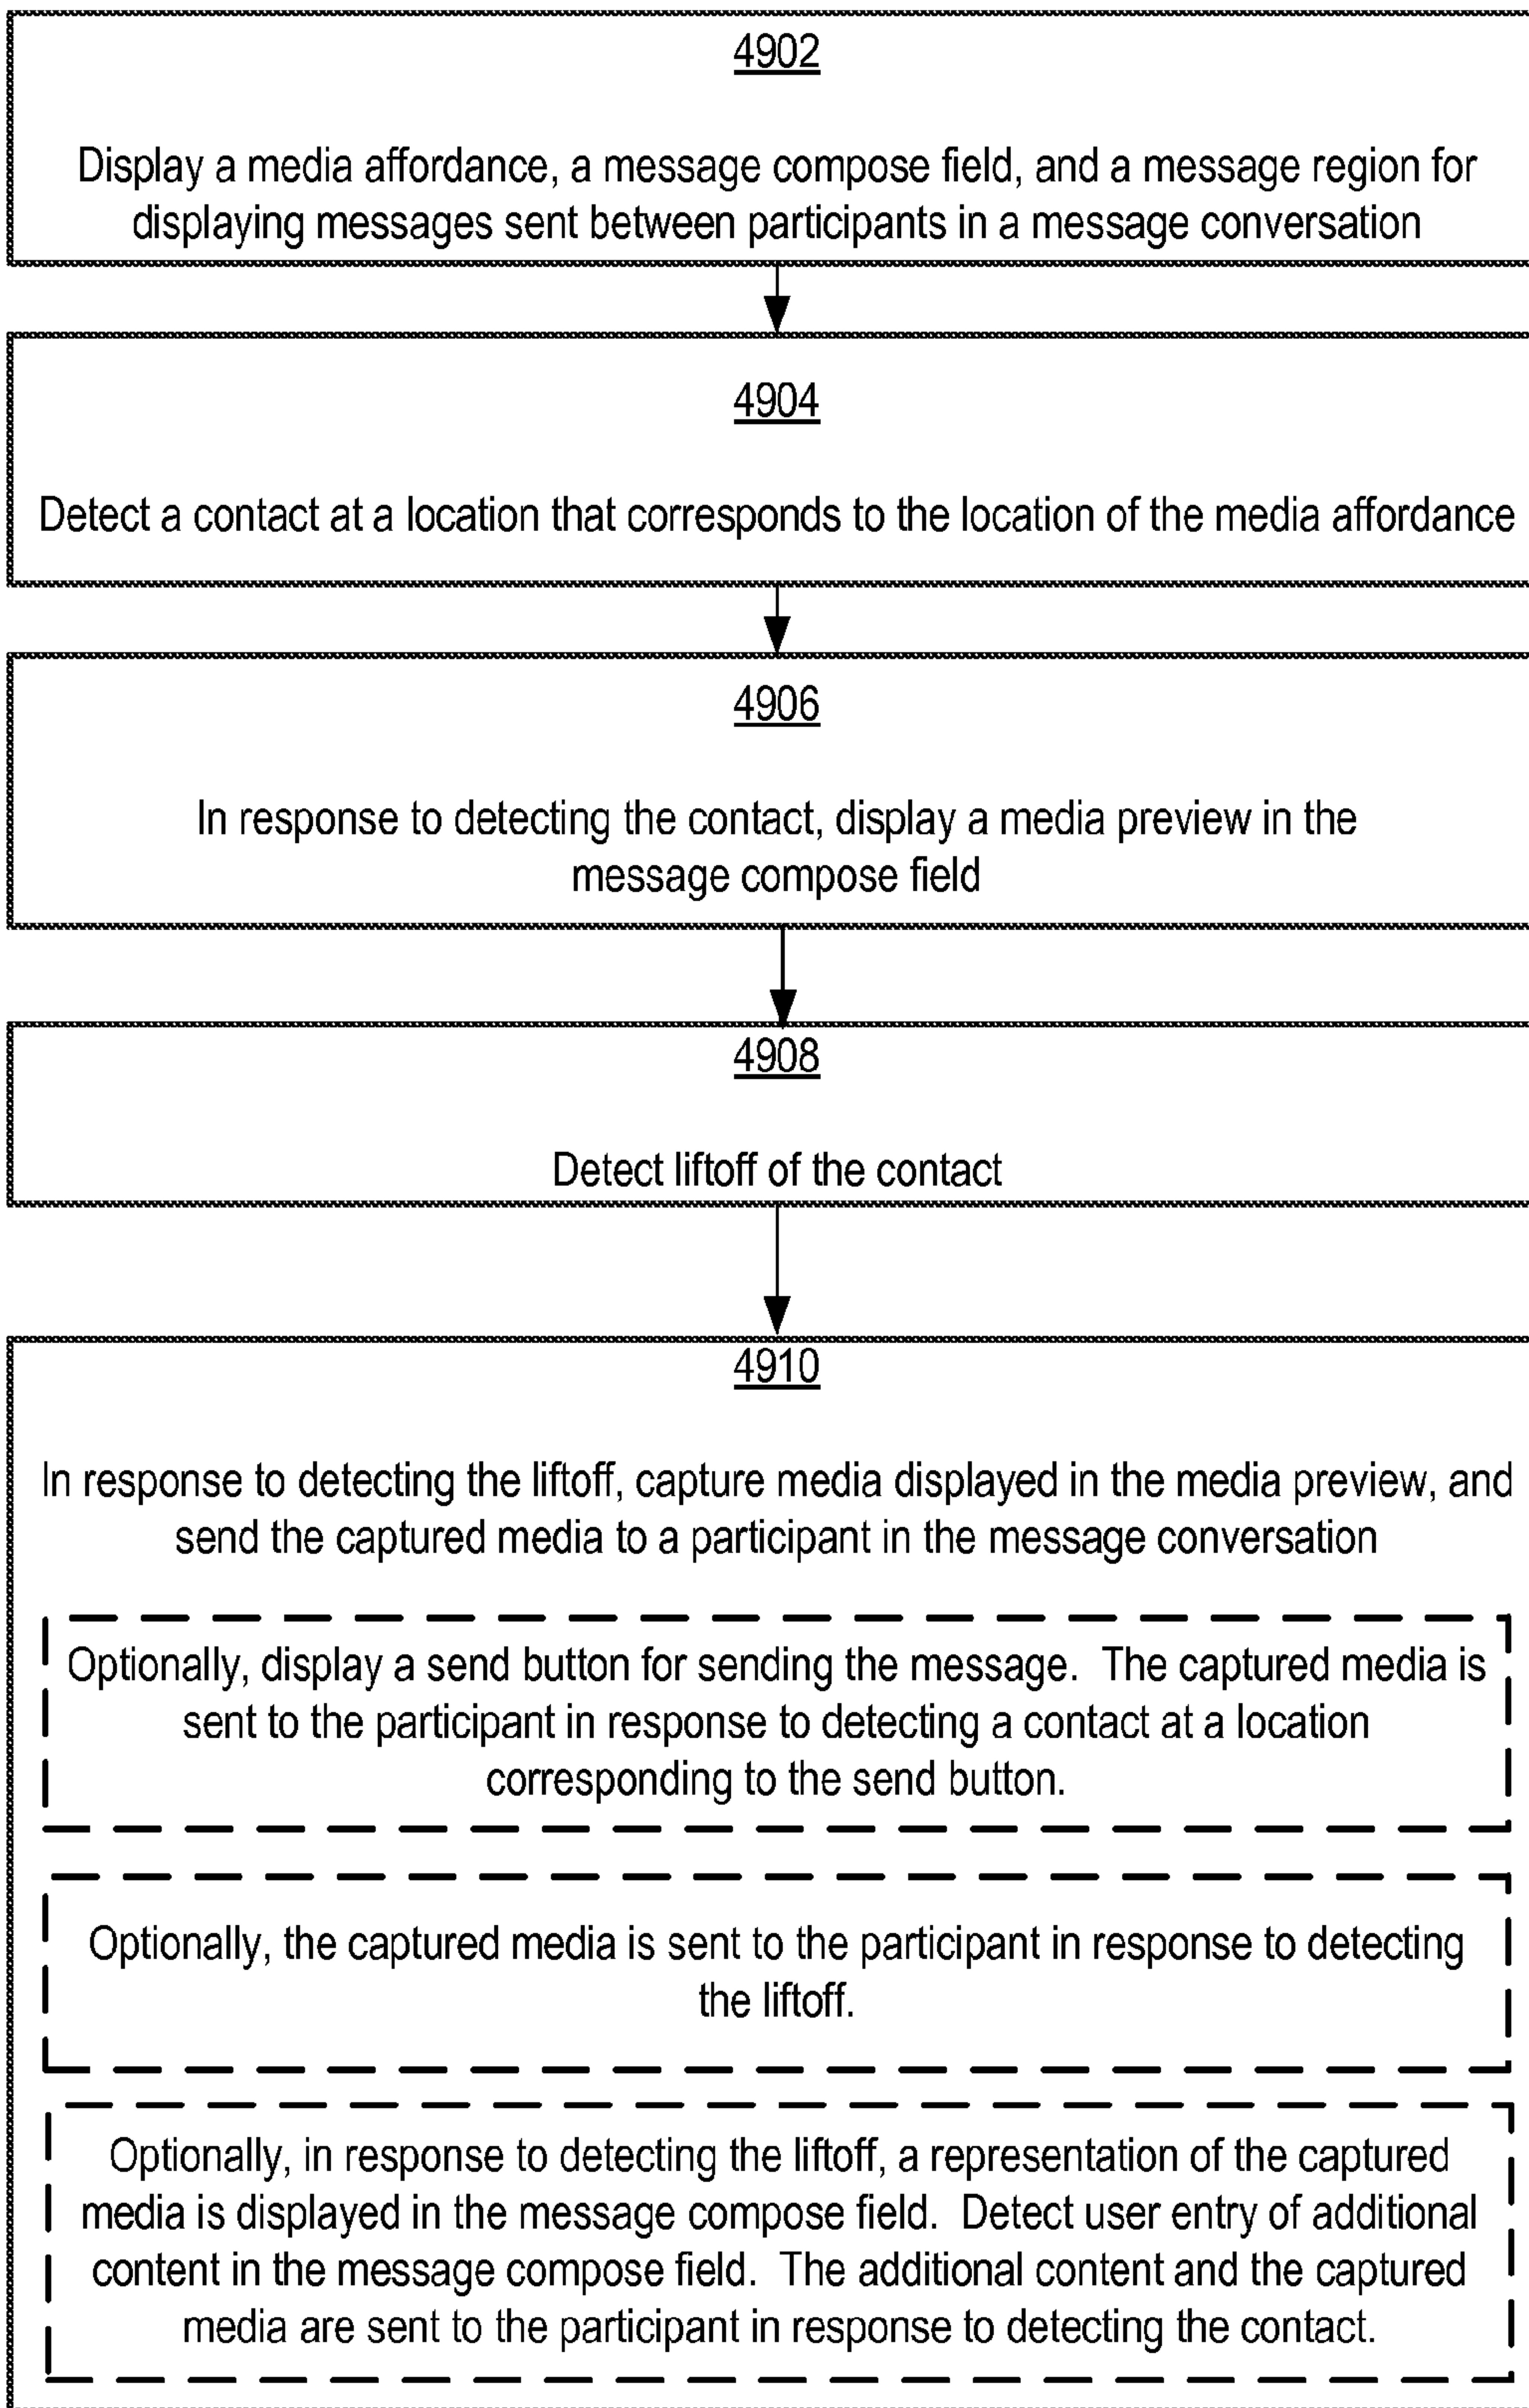 4902
Display a media affordance, a message compose field, and a message region for
displaying messages sent between participants in a message conversation
4904
Detect a contact at a location that corresponds to the location of the media affordance
4906
In response to detecting the contact, display a media preview in the
message compose field
4908
Detect liftoff of the contact
4910
In response to detecting the liftoff, capture media displayed in the media preview, and
send the captured media to a participant in the message conversation
Optionally, display a send button for sending the message. The captured media is
sent to the participant in response to detecting a contact at a location
corresponding to the send button.
Optionally, the captured media is sent to the participant in response to detecting
the liftoff.
Optionally, in response to detecting the liftoff, a representation of the captured
media is displayed in the message compose field. Detect user entry of additional
content in the message compose field. The additional content and the captured
media are sent to the participant in response to detecting the contact.